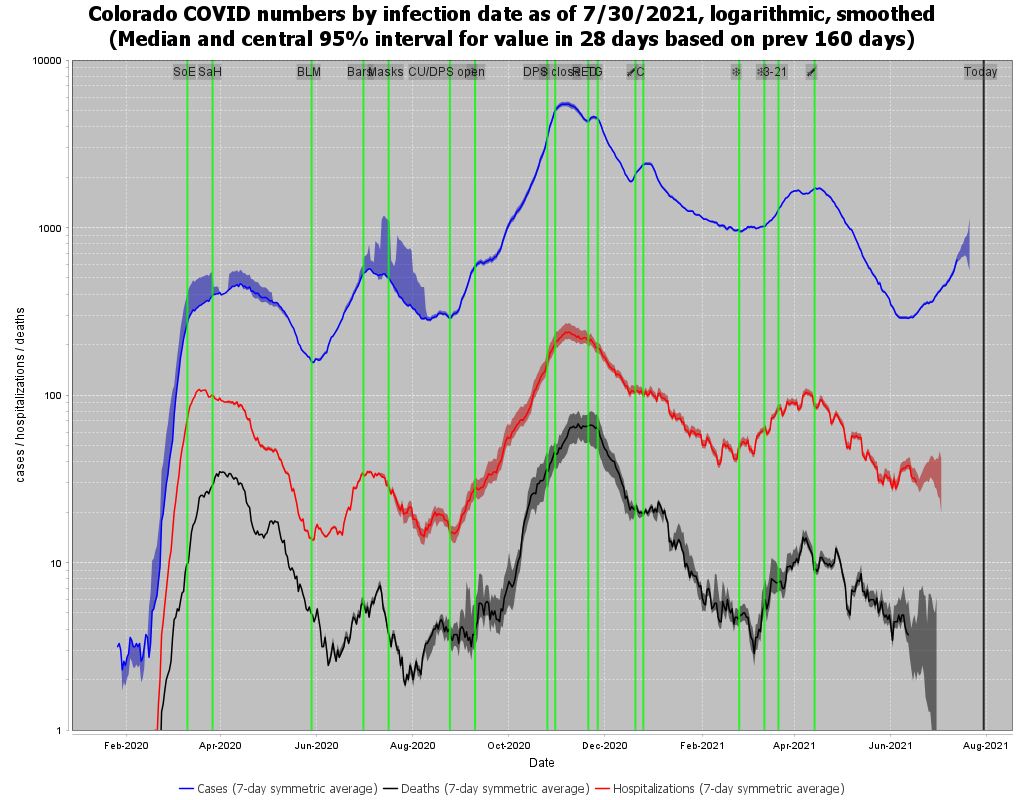 Colorado COVID numbers by infection date as of 7/30/2021, logarithmic, smoothed
(Median and central 95% interval for value in 28 days based on prev 160 days)
SoE SaH BLM Bars Masks CU/DPS open DPS close C 3-21 Today
10000
1000
100
10
1
cases / hospitalizations / deaths
Feb-2020 Apr-2020 Jun-2020 Aug-2020 Oct-2020 Dec-2020 Feb-2021 Apr-2021 Jun-2021 Aug-2021
Date
Cases (7-day symmetric average) Deaths (7-day symmetric average) Hospitalizations (7-day symmetric average)